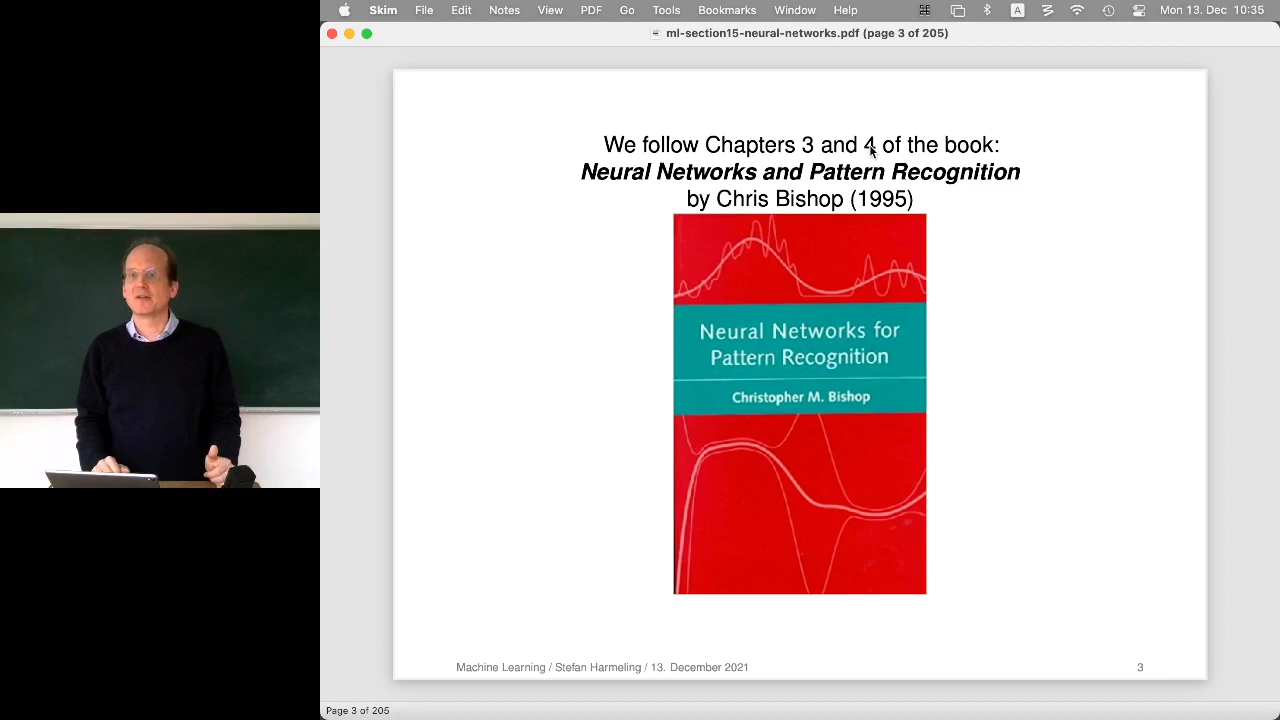 Skim File Edit Notes View PDF Go Tools Bookmarks Window Help A Mon 13. Dec 10:35
ml-section15-neural-networks.pdf (page 3 of 205)
We follow Chapters 3 and 4 of the book:
Neural Networks and Pattern Recognition
by Chris Bishop (1995)
Neural Networks for
Pattern Recognition
Christopher M. Bishop
Machine Learning / Stefan Harmeling / 13. December 2021
3
Page 3 of 205